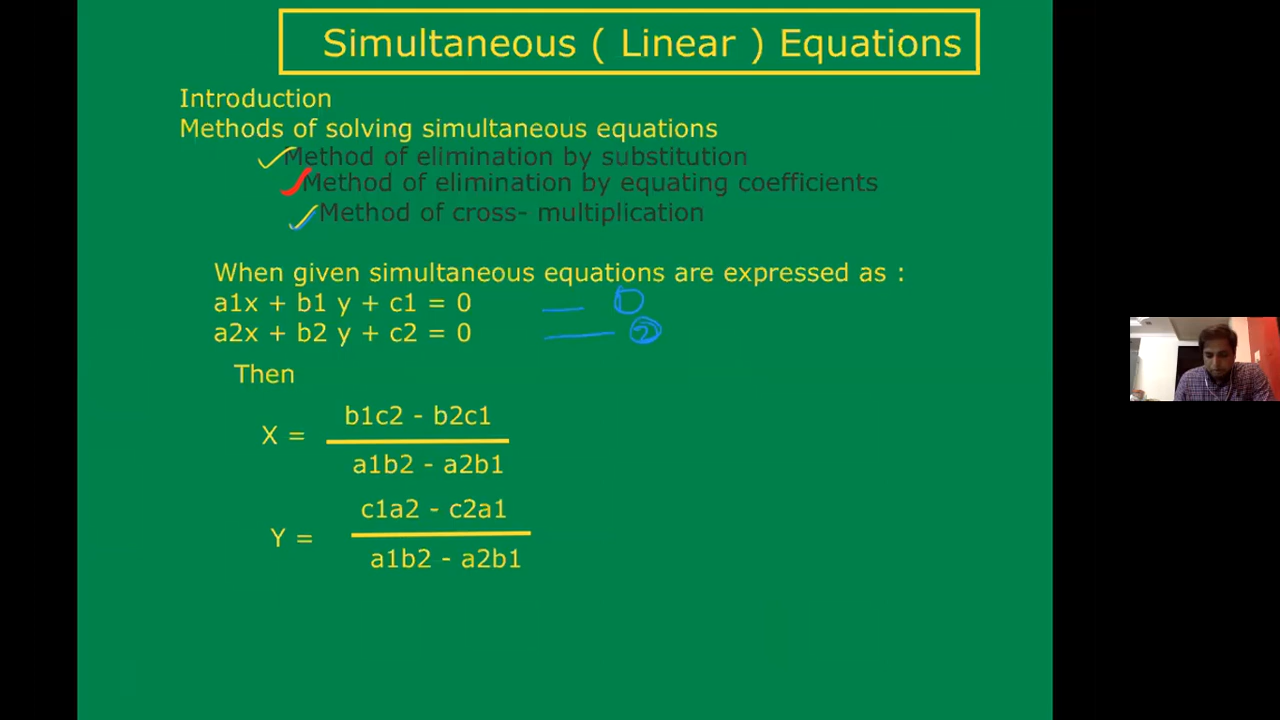 Simultaneous ( Linear ) Equations
Introduction
Methods of solving simultaneous equations
Method of elimination by substitution
Method of elimination by equating coefficients
Method of cross- multiplication
When given simultaneous equations are expressed as :
a1x + b1 y + c1 = 0 — 1
a2x + b2 y + c2 = 0 — 2
Then
b1c2 - b2c1
X =
a1b2 - a2b1
c1a2 - c2a1
Y =
a1b2 - a2b1